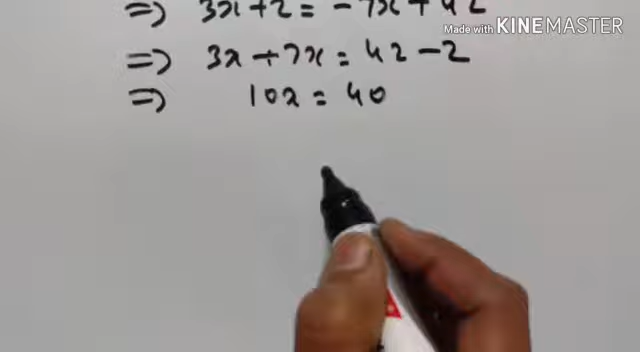 => 3x + 2 = - 7x + 42
Made with KINEMASTER
=> 3x + 7x = 42 - 2
=> 10x = 40